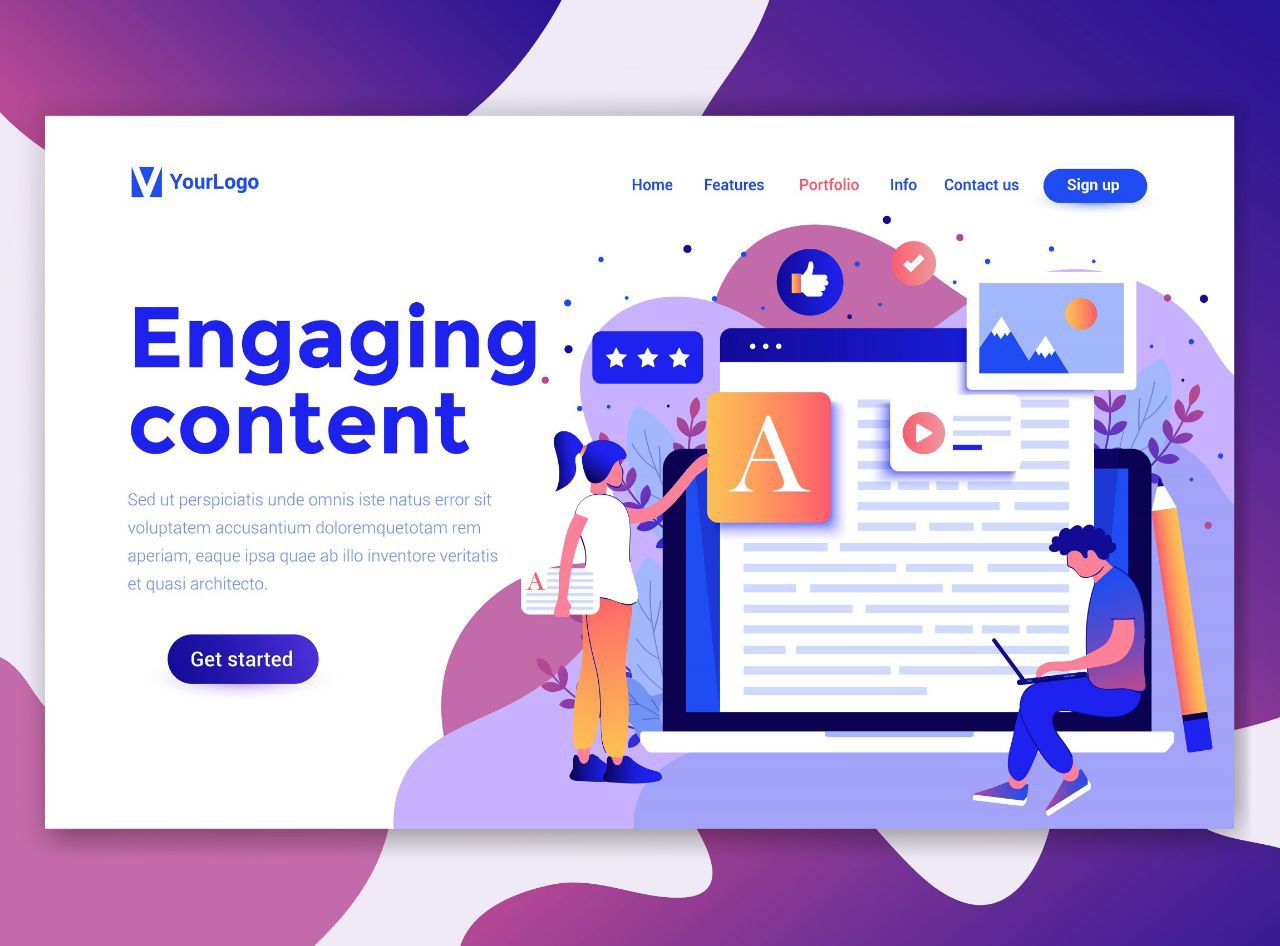 YourLogo
Home Features Portfolio Info Contact us Sign up
Engaging
content
Sed ut perspiciatis unde omnis iste natus error sit
voluptatem accusantium doloremquetotam rem
aperiam, eaque ipsa quae ab illo inventore veritatis
et quasi architecto.
Get started
A
A